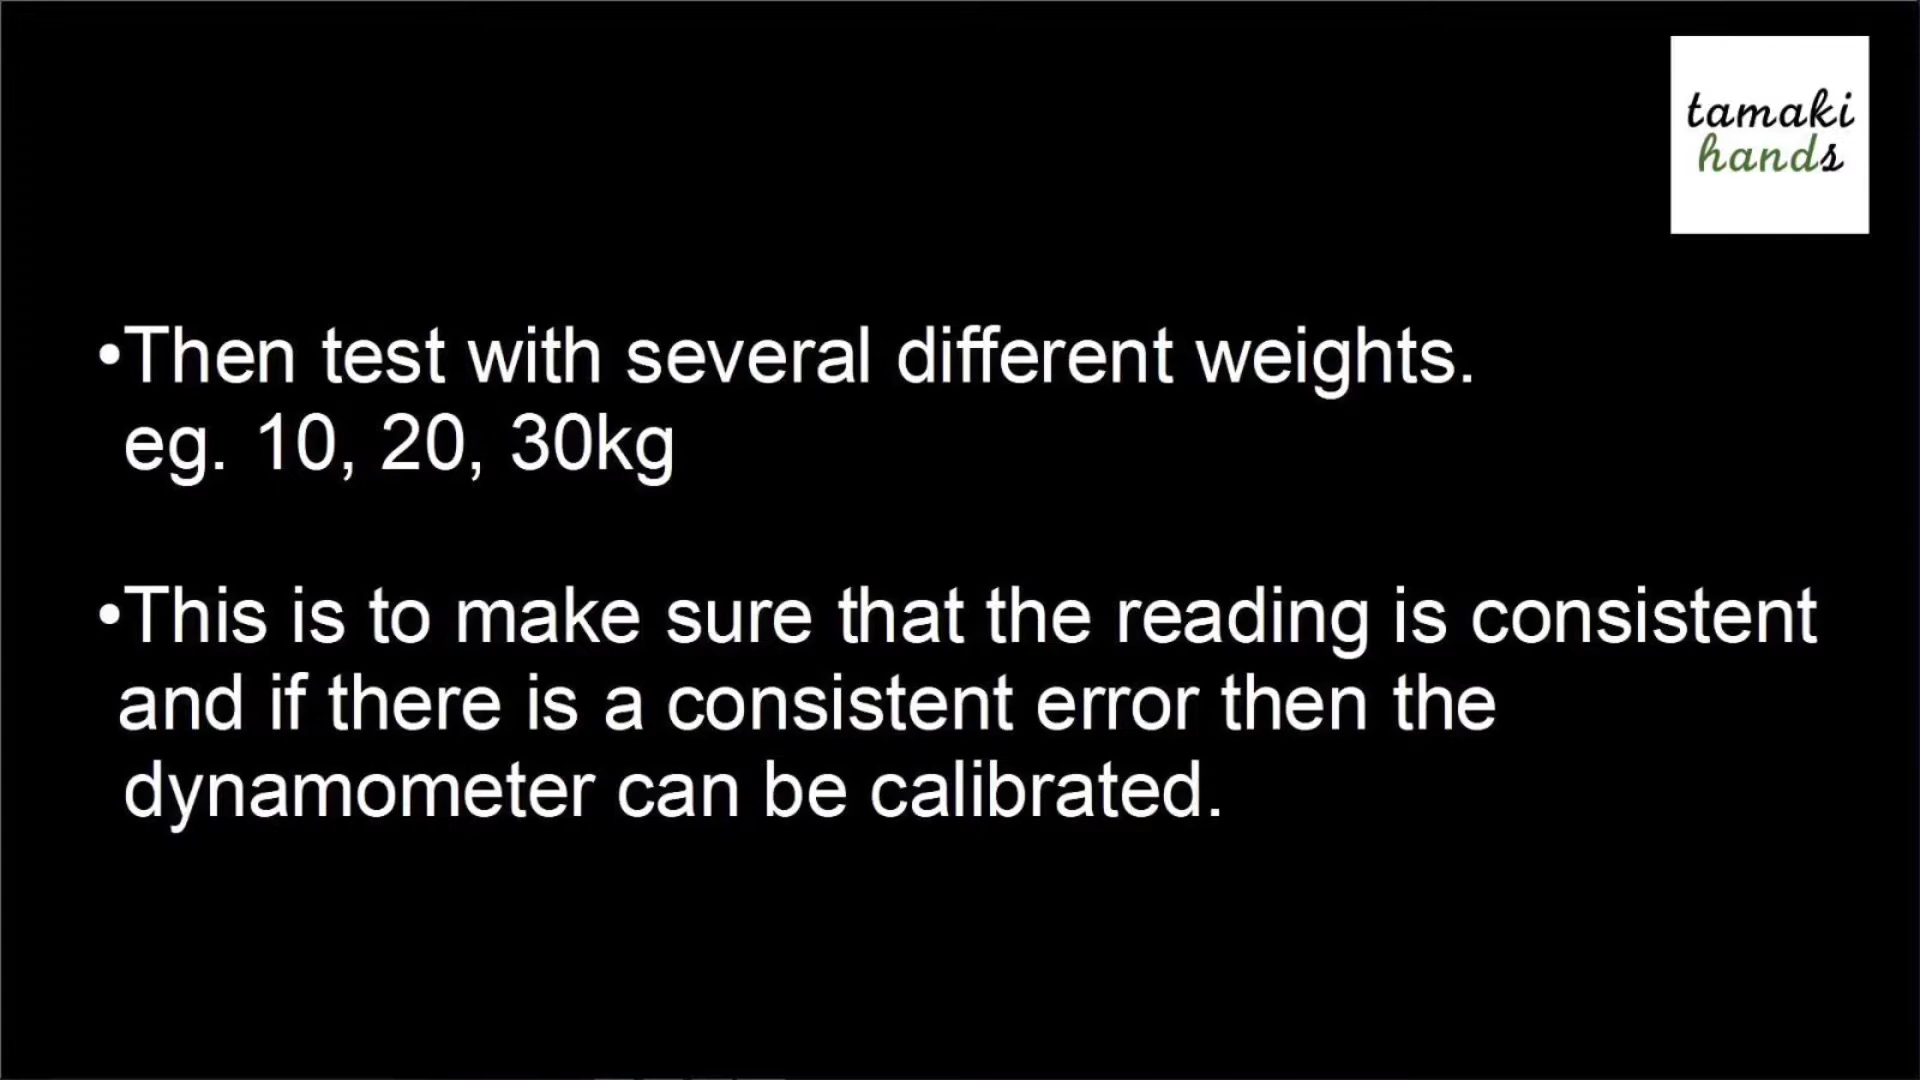 tamaki
hands
•Then test with several different weights.
eg. 10, 20, 30kg
•This is to make sure that the reading is consistent
and if there is a consistent error then the
dynamometer can be calibrated.